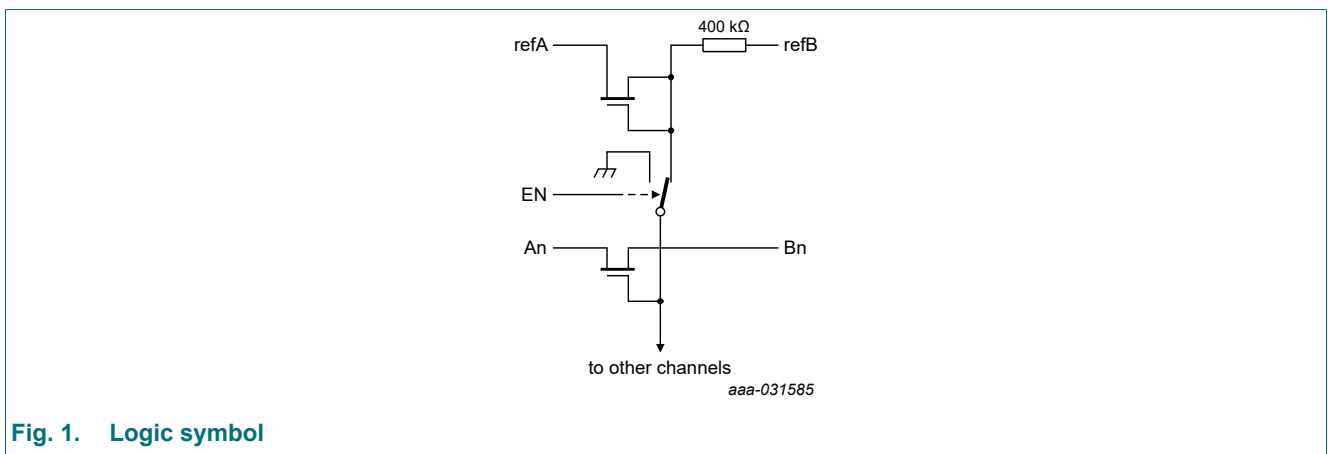 400 kΩ
refA
refB
EN
An
Bn
to other channels
aaa-031585
Fig. 1. Logic symbol